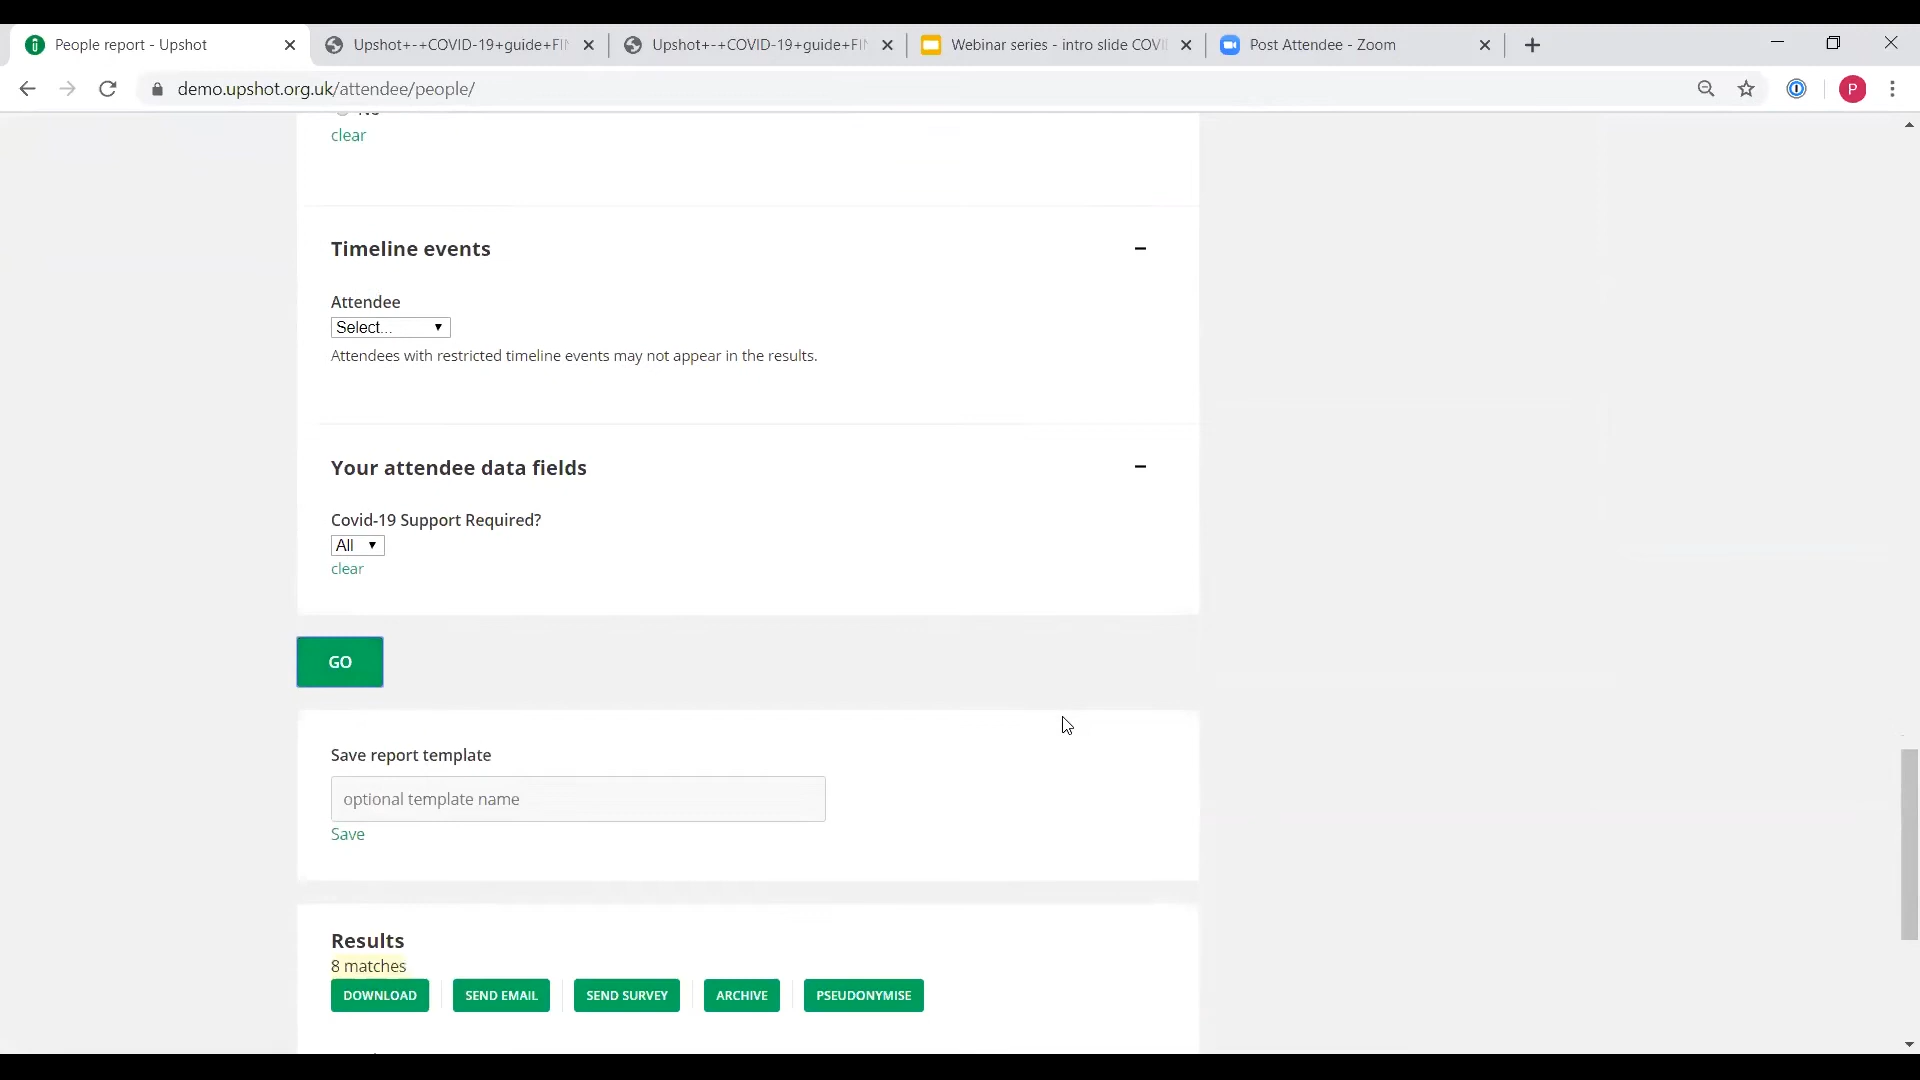 People report - Upshot
Upshot+-+COVID-19+guide+FI
Upshot+-+COVID-19+guide+FI
Webinar series - intro slide COVI
Post Attendee - Zoom
demo.upshot.org.uk/attendee/people/
P
No
clear
Timeline events
Attendee
Select...
Attendees with restricted timeline events may not appear in the results.
Your attendee data fields
Covid-19 Support Required?
All
clear
GO
Save report template
optional template name
Save
Results
8 matches
DOWNLOAD
SEND EMAIL
SEND SURVEY
ARCHIVE
PSEUDONYMISE